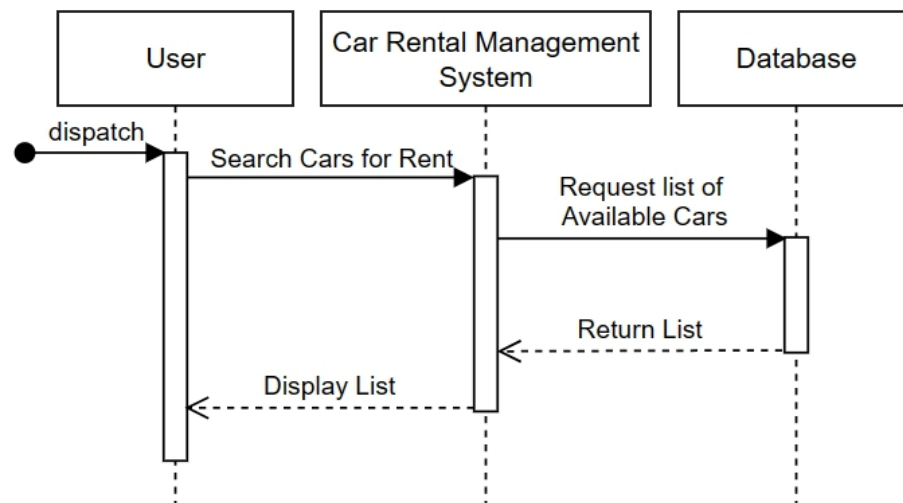 User
Car Rental Management
System
Database
dispatch
Search Cars for Rent
Request list of
Available Cars
Return List
Display List